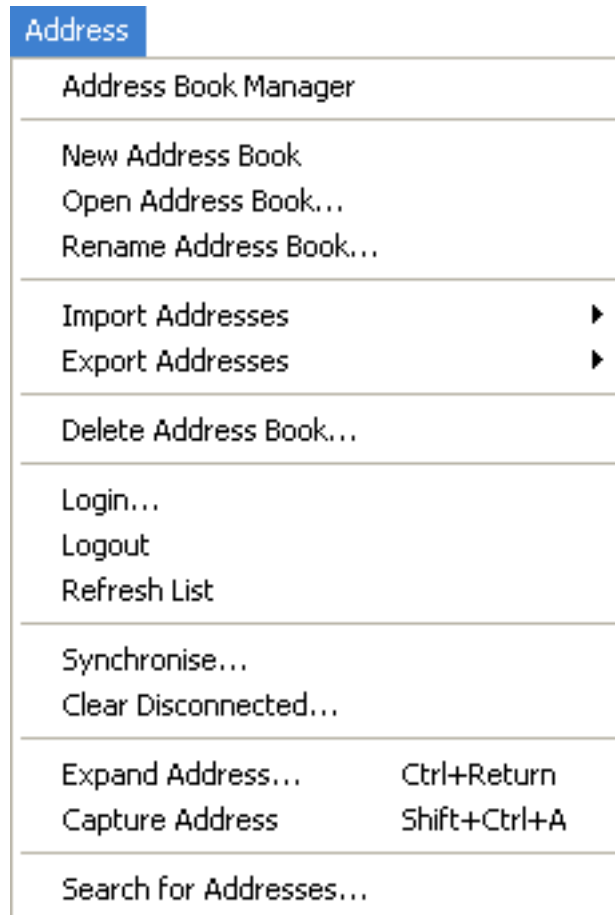 Address
Address Book Manager
New Address Book
Open Address Book...
Rename Address Book...
Import Addresses
Export Addresses
Delete Address Book...
Login...
Logout
Refresh List
Synchronise...
Clear Disconnected...
Expand Address... Ctrl+Return
Capture Address Shift+Ctrl+A
Search for Addresses...